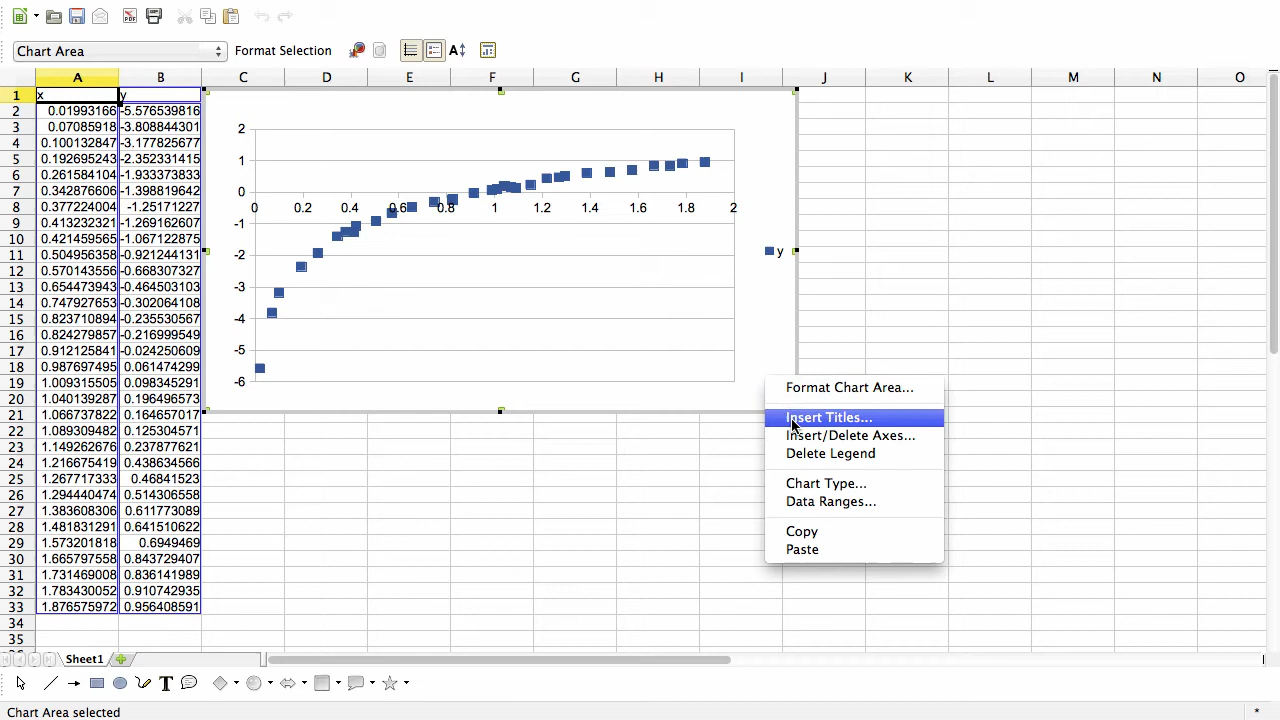 Chart Area Format Selection
A B C D E F G H I J K L M N O
1 x y
2 0.01993166 -5.576539816
3 0.07085918 -3.808844301
4 0.100132847 -3.177825677
5 0.192695243 -2.352331415
6 0.261584104 -1.933373833
7 0.342876606 -1.398819642
8 0.377224004 -1.25171227
9 0.413232321 -1.269162607
10 0.421459565 -1.067122875
11 0.504956358 -0.921244131
12 0.570143556 -0.668307327
13 0.654473943 -0.464503103
14 0.747927653 -0.302064108
15 0.823710894 -0.235530567
16 0.824279857 -0.216999549
17 0.912125841 -0.024250609
18 0.987697495 0.061474299
19 1.009315505 0.098345291
20 1.040139287 0.196496573
21 1.066737822 0.164657017
22
23 1.149262676 0.237877621
24 1.216675419 0.438634566
25 1.267717333 0.46841523
26 1.294440474 0.514306558
27 1.383608306 0.611773089
28 1.481831291 0.641510622
29 1.573201818 0.6949469
30 1.665797558 0.843729407
31 1.731469008 0.836141989
32 1.783430052 0.910742935
33 1.876575972 0.956408591
34
35
2
1
0
0 0.2 0.4 0.6 0.8 1 1.2 1.4 1.6 1.8 2
-1
-2
-3
-4
-5
-6
y
Format Chart Area...
Insert Titles...
Insert/Delete Axes...
Delete Legend
Chart Type...
Data Ranges...
Copy
Paste
Sheet1
T
Chart Area selected *